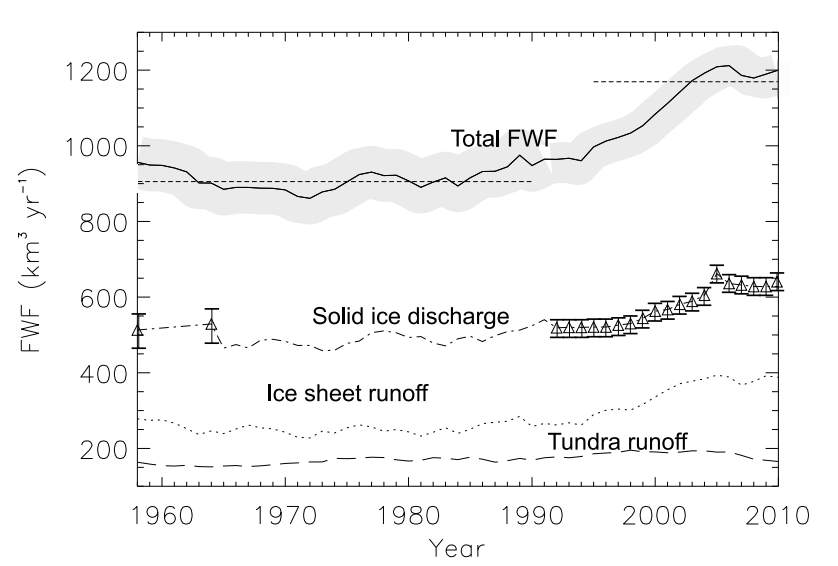 1200
1000
800
600
400
200
FWF (km³ yr⁻¹)
Total FWF
Solid ice discharge
Ice sheet runoff
Tundra runoff
1960 1970 1980 1990 2000 2010
Year